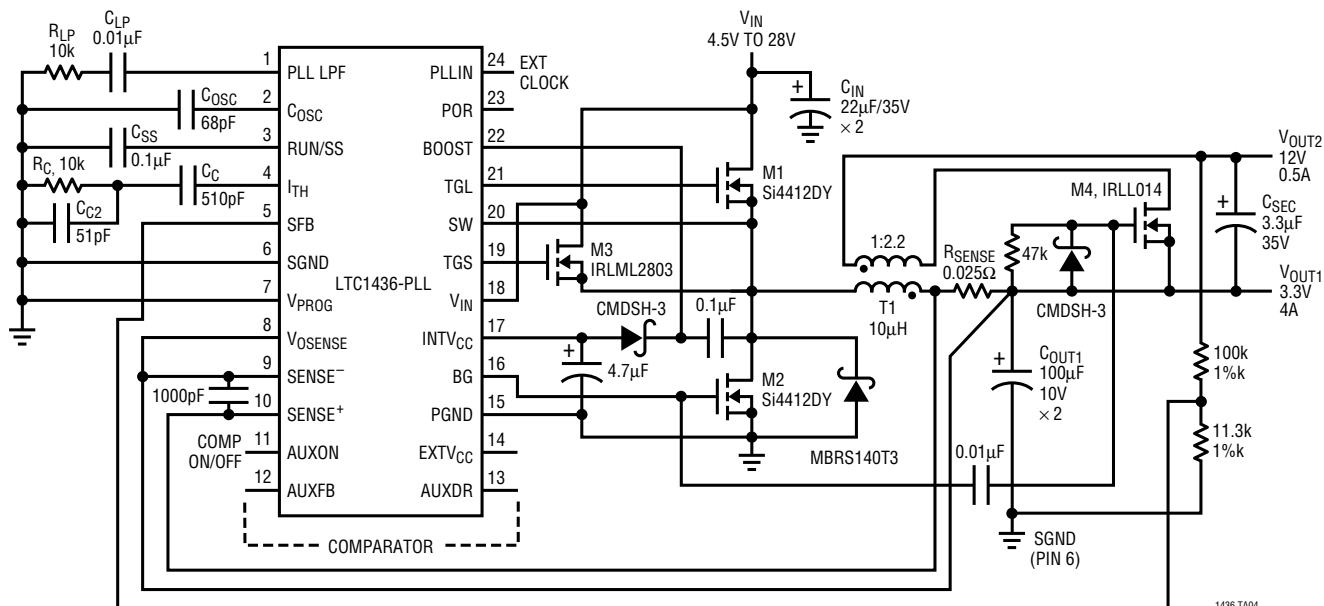 R_LP
10k
C_LP
0.01µF
1
PLL LPF
C_OSC
68pF
2
C_OSC
C_SS
0.1µF
3
RUN/SS
R_C, 10k
C_C
510pF
4
I_TH
C_C2
51pF
5
SFB
6
SGND
7
V_PROG
8
V_OSENSE
9
SENSE⁻
1000pF
10
SENSE⁺
COMP
ON/OFF
11
AUXON
12
AUXFB
LTC1436-PLL
COMPARATOR
PLLIN
24
EXT
CLOCK
POR
23
BOOST
22
TGL
21
SW
20
TGS
19
V_IN
18
INTV_CC
17
BG
16
PGND
15
EXTV_CC
14
AUXDR
13
V_IN
4.5V TO 28V
+
C_IN
22µF/35V
× 2
M1
Si4412DY
M3
IRLML2803
CMDSH-3
0.1µF
+
4.7µF
M2
Si4412DY
MBRS140T3
1:2.2
T1
10µH
R_SENSE
0.025Ω
47k
M4, IRLL014
CMDSH-3
+
C_OUT1
100µF
10V
× 2
0.01µF
SGND
(PIN 6)
V_OUT2
12V
0.5A
+
C_SEC
3.3µF
35V
V_OUT1
3.3V
4A
100k
1%k
11.3k
1%k
1436 TA04